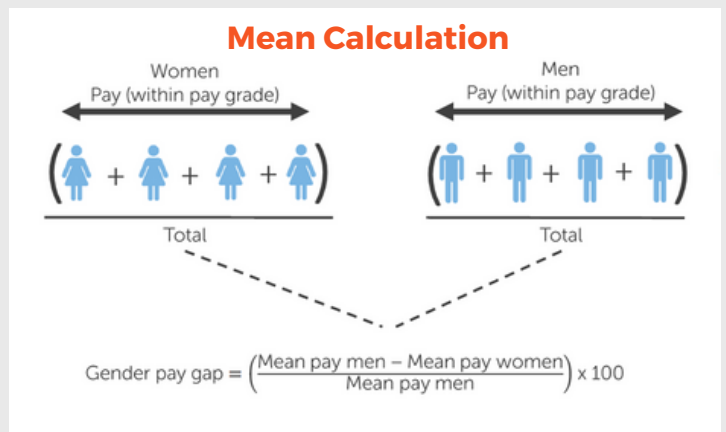 Mean Calculation
Women
Pay (within pay grade)
Men
Pay (within pay grade)
( + + + )
Total
( + + + )
Total
Gender pay gap = (Mean pay men – Mean pay women / Mean pay men) x 100